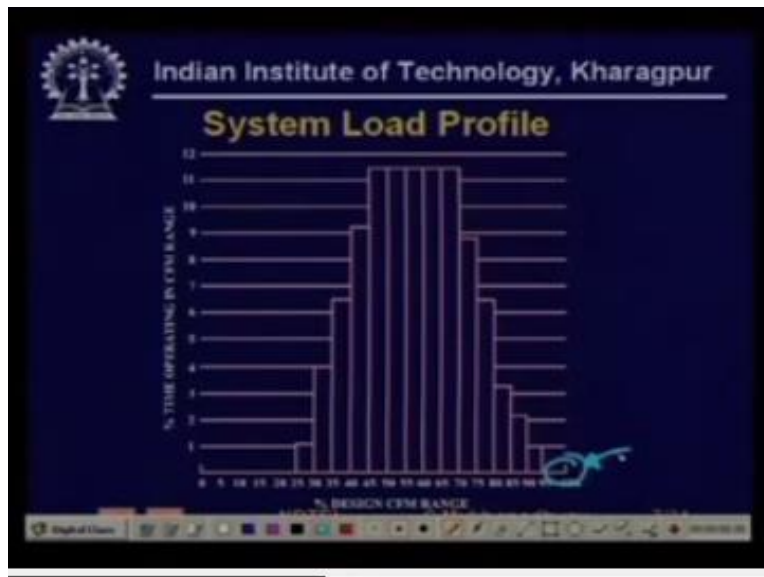 Indian Institute of Technology, Kharagpur
System Load Profile
12
11
10
9
8
7
6
5
4
3
2
1
% TIME OPERATING IN CFM RANGE
0 5 10 15 20 25 30 35 40 45 50 55 60 65 70 75 80 85 90
% DESIGN CFM RANGE